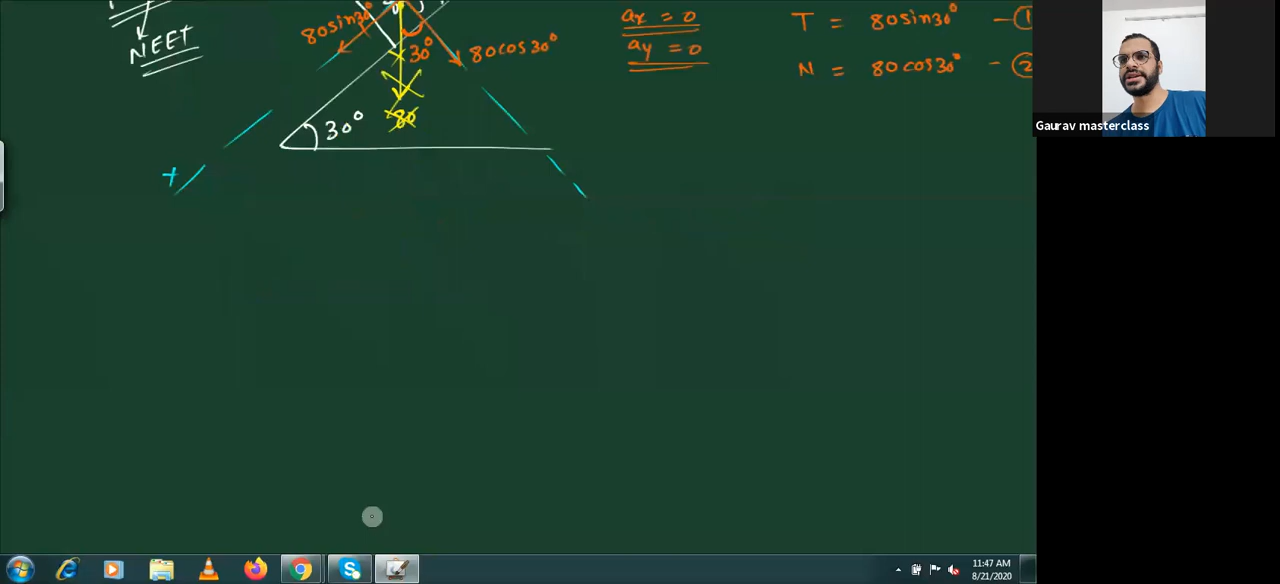 NEET
80sin30°
30°
80cos30°
80
30°
+
ax = 0
ay = 0
T = 80sin30° - 1
N = 80cos30° - 2
Gaurav masterclass
11:47 AM
8/21/2020